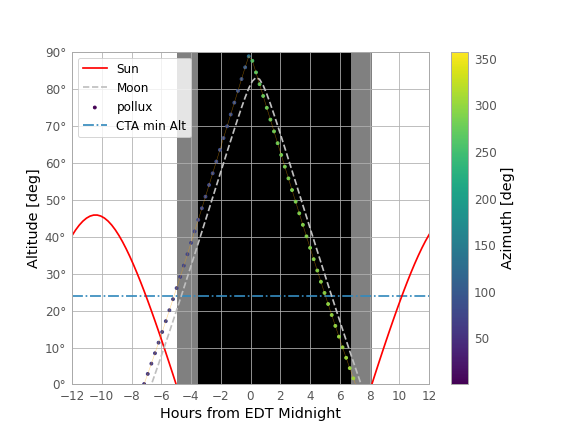 90°
80°
70°
60°
50°
40°
30°
20°
10°
0°
Altitude [deg]
Sun
Moon
pollux
CTA min Alt
−12 −10 −8 −6 −4 −2 0 2 4 6 8 10 12
Hours from EDT Midnight
350
300
250
200
150
100
50
Azimuth [deg]